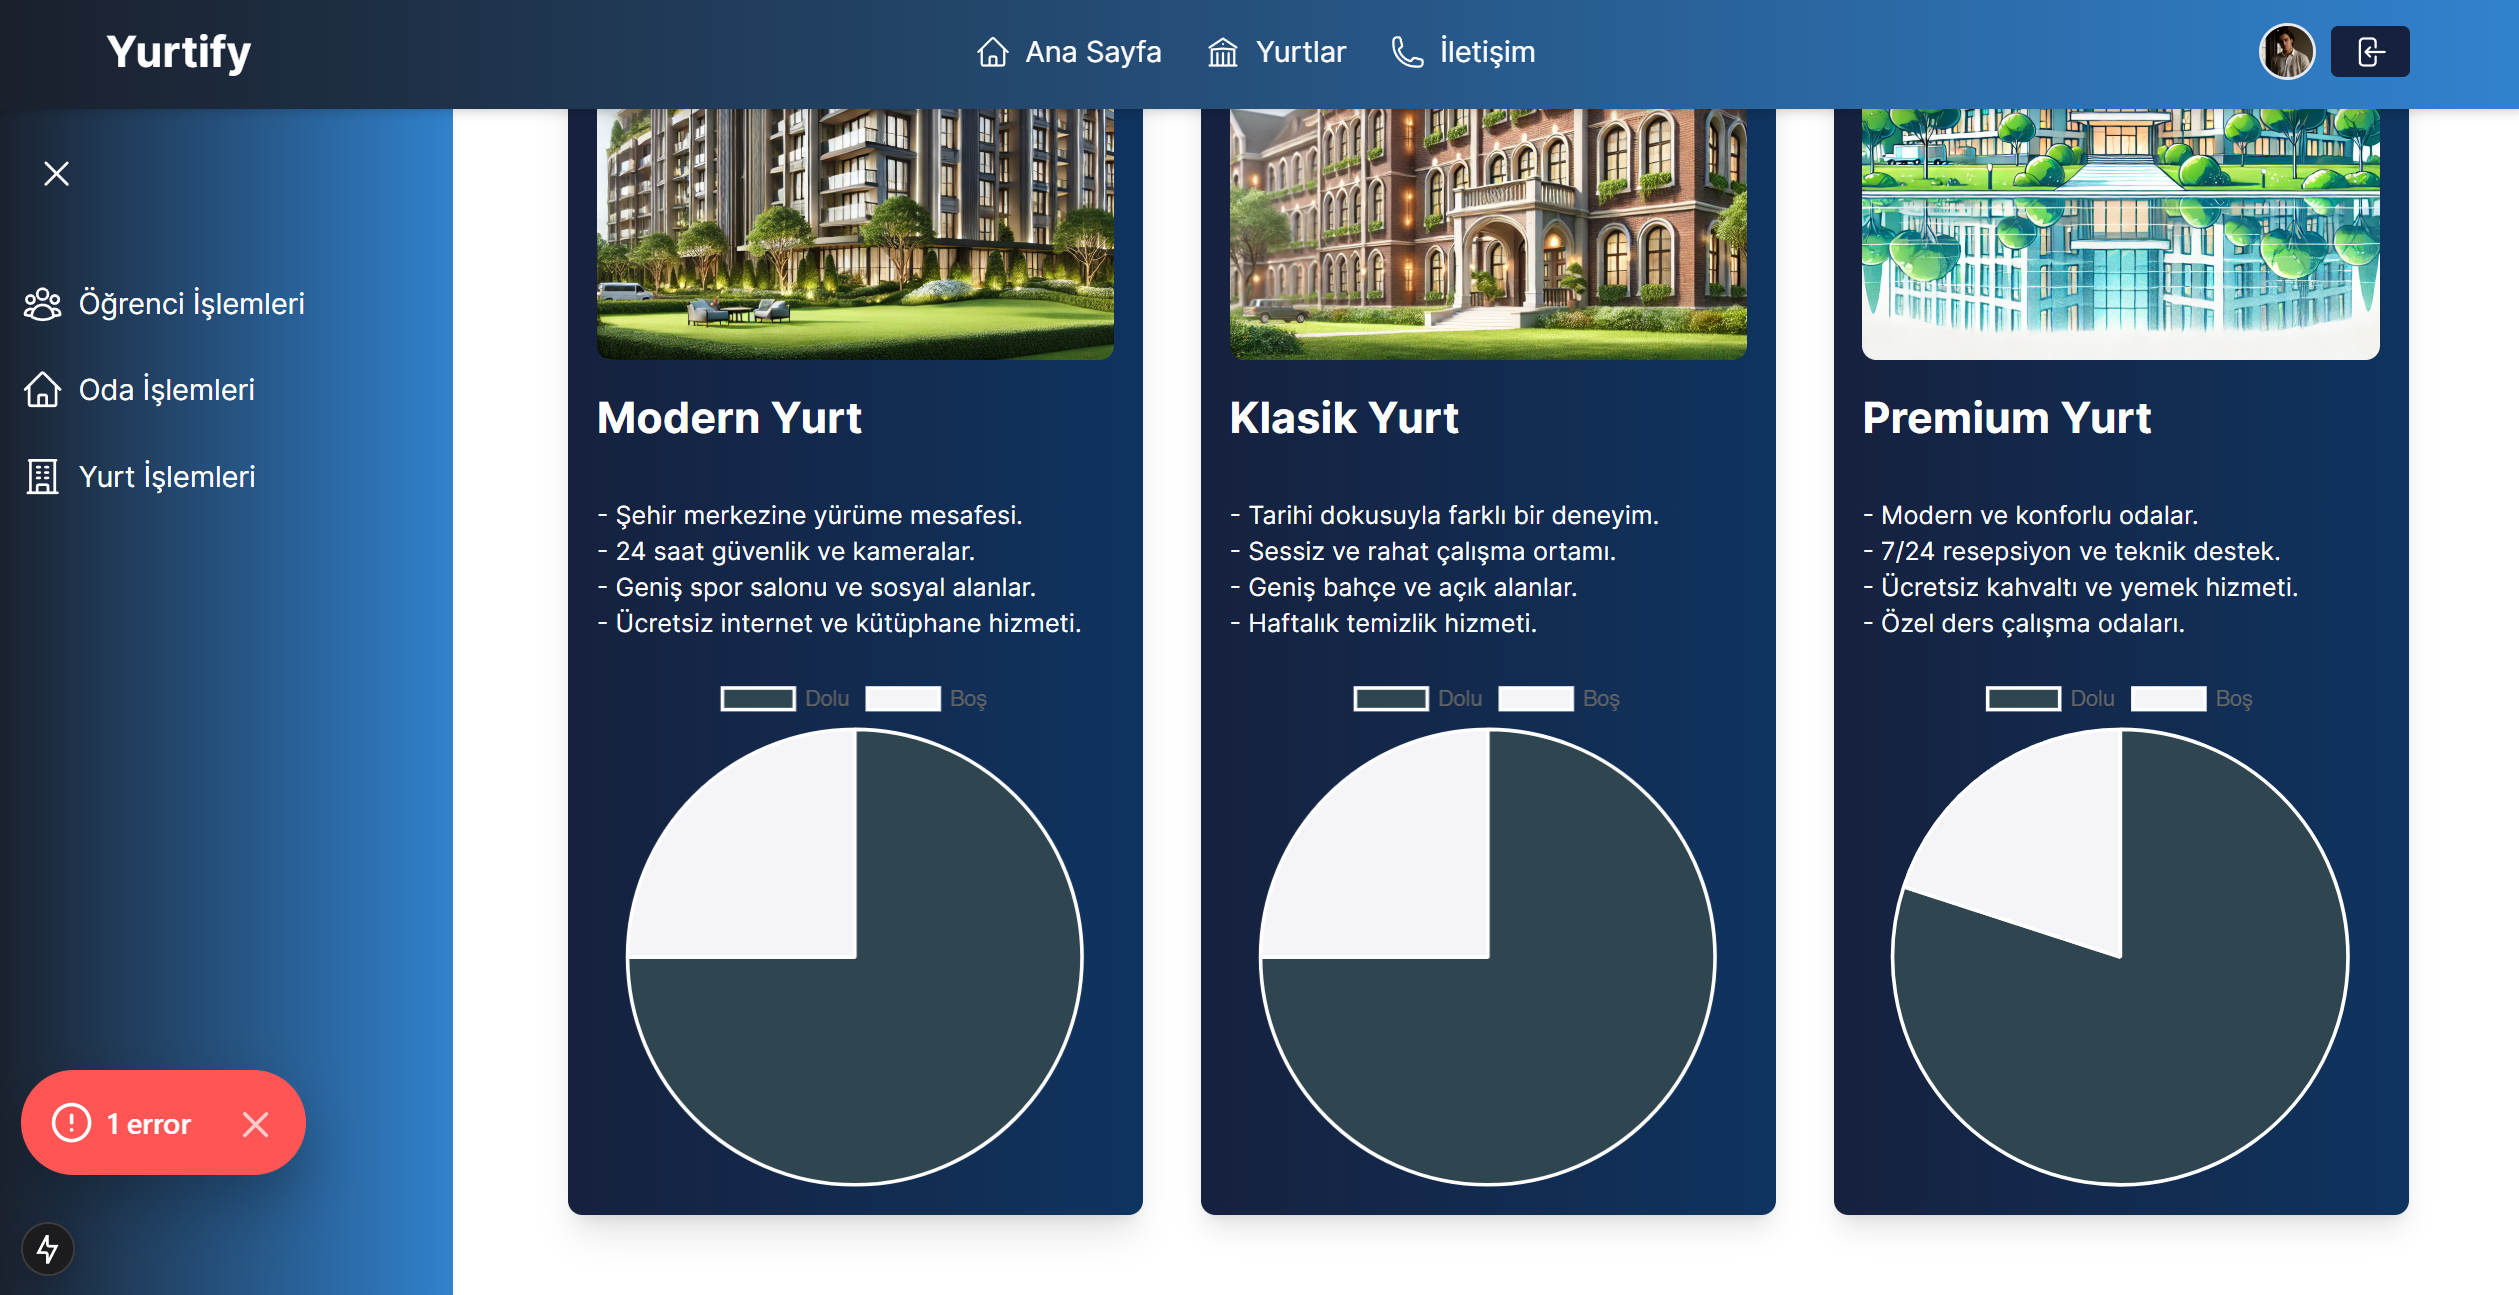 Yurtify
Ana Sayfa
Yurtlar
İletişim
Öğrenci İşlemleri
Oda İşlemleri
Yurt İşlemleri
1 error
Modern Yurt
- Şehir merkezine yürüme mesafesi.
- 24 saat güvenlik ve kameralar.
- Geniş spor salonu ve sosyal alanlar.
- Ücretsiz internet ve kütüphane hizmeti.
Dolu Boş
Klasik Yurt
- Tarihi dokusuyla farklı bir deneyim.
- Sessiz ve rahat çalışma ortamı.
- Geniş bahçe ve açık alanlar.
- Haftalık temizlik hizmeti.
Dolu Boş
Premium Yurt
- Modern ve konforlu odalar.
- 7/24 resepsiyon ve teknik destek.
- Ücretsiz kahvaltı ve yemek hizmeti.
- Özel ders çalışma odaları.
Dolu Boş